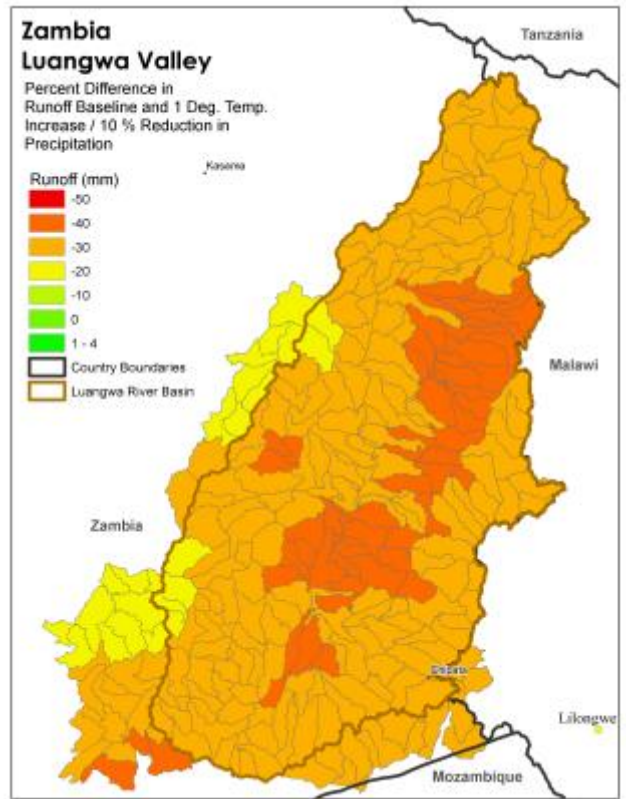 Zambia
Luangwa Valley
Percent Difference in
Runoff Baseline and 1 Deg. Temp.
Increase / 10 % Reduction in
Precipitation
Tanzania
Kasama
Runoff (mm)
-50
-40
-30
-20
-10
0
1 - 4
Country Boundaries
Luangwa River Basin
Malawi
Zambia
Chipata
Lilongwe
Mozambique